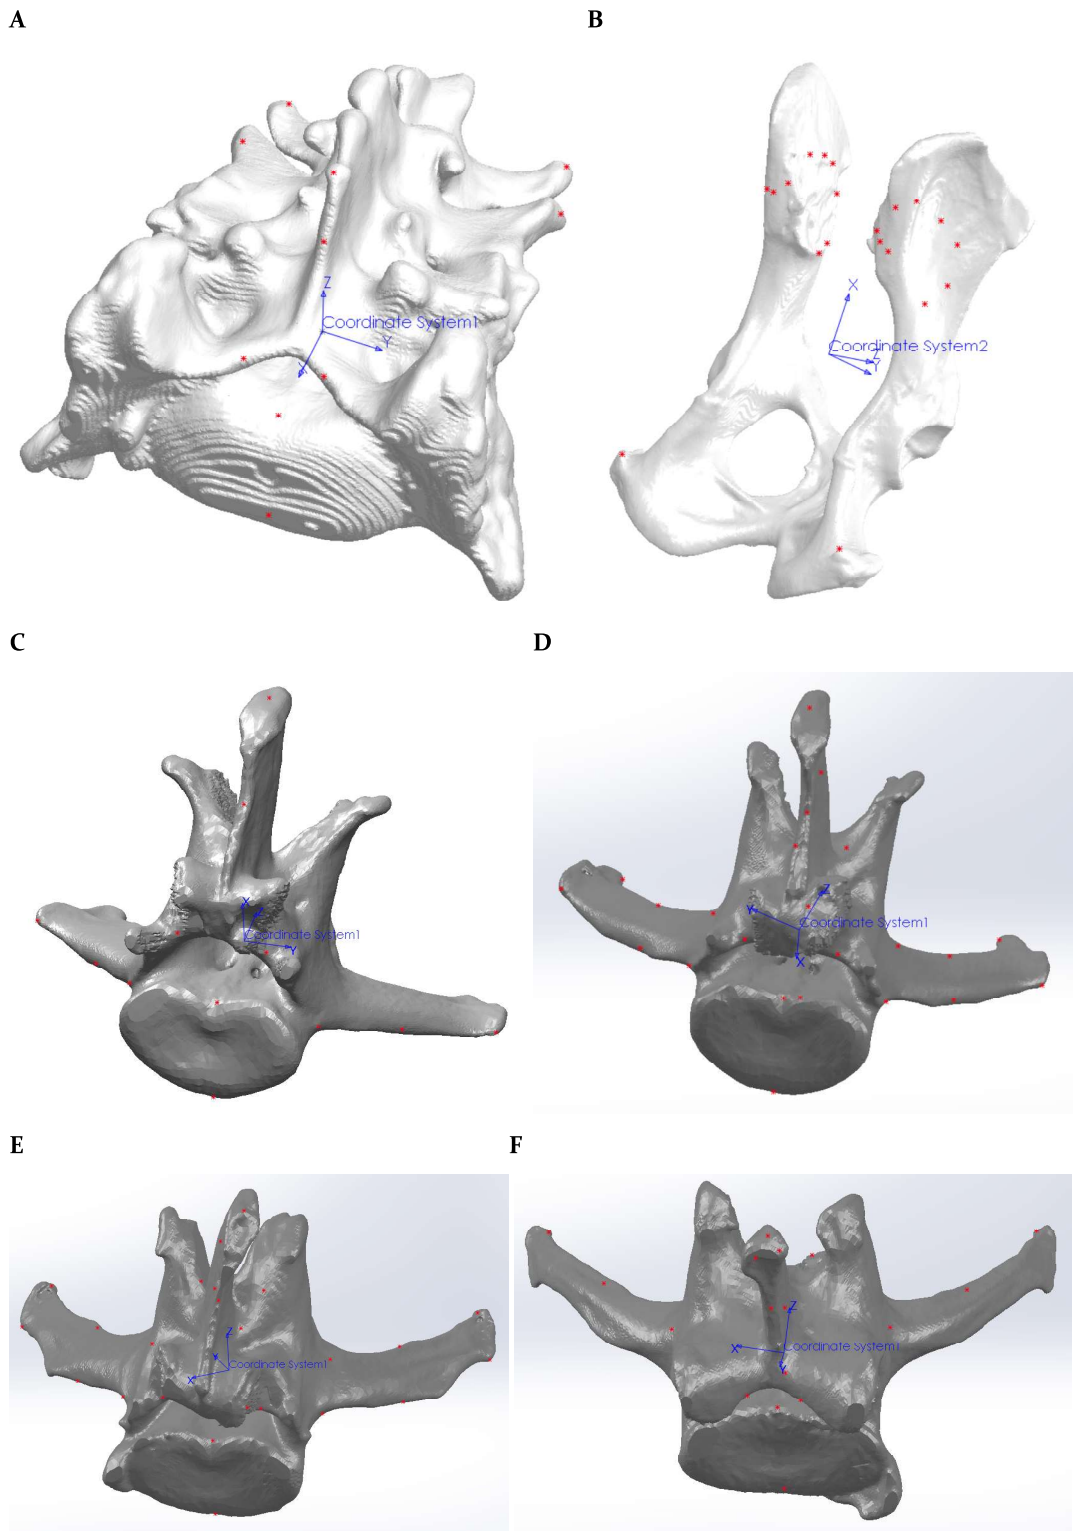 A
B
Z
Coordinate System1
Y
X
X
Coordinate System2
Z
Y
C
D
X
Z
Coordinate System1
Y
Z
Y
Coordinate System1
X
E
F
Z
Y
Coordinate System1
X
Z
X
Coordinate System1
Y